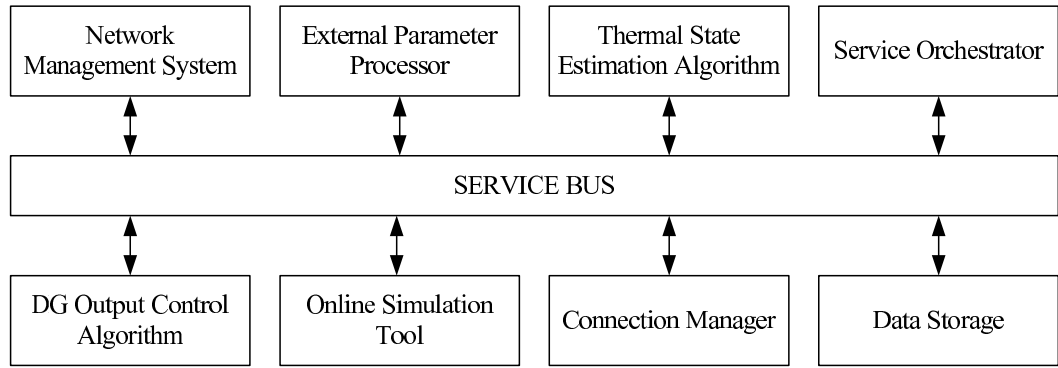 Network
Management System
External Parameter
Processor
Thermal State
Estimation Algorithm
Service Orchestrator
SERVICE BUS
DG Output Control
Algorithm
Online Simulation
Tool
Connection Manager
Data Storage